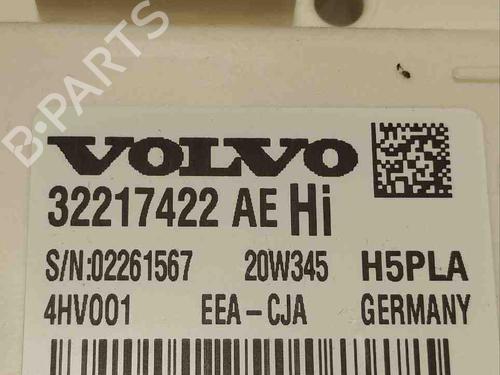 B-PARTS
VOLVO
32217422 AE Hi
S/N:02261567 20W345 H5PLA
4HV001 EEA-CJA GERMANY